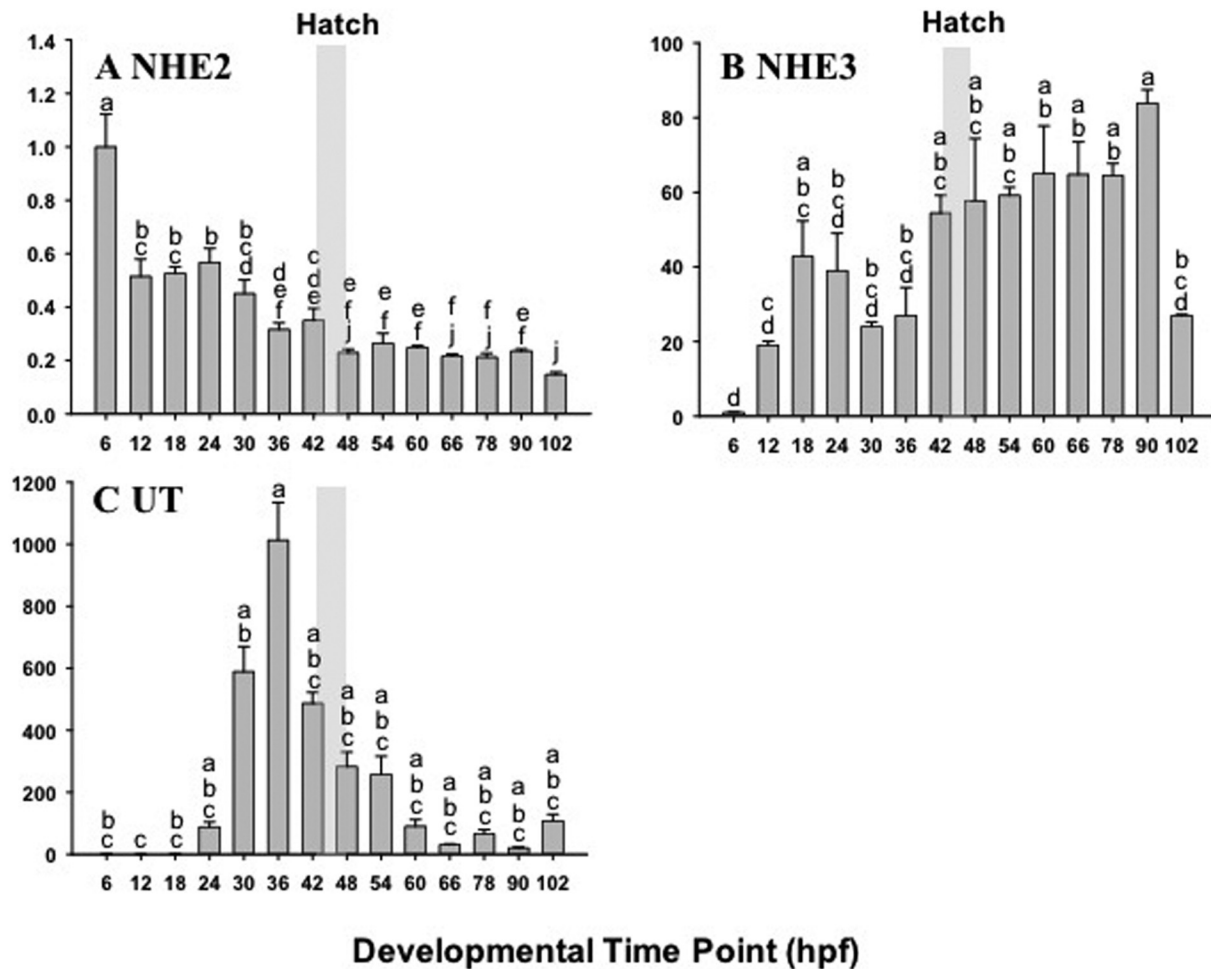 Hatch
A NHE2
1.4
1.2
1.0
0.8
0.6
0.4
0.2
0.0
a
b
c
b
c
b
b
c
d
d
e
f
c
d
e
e
f
j
e
f
e
f
f
j
f
j
e
f
j
6 12 18 24 30 36 42 48 54 60 66 78 90 102
Hatch
B NHE3
100
80
60
40
20
0
d
c
d
a
b
c
b
c
d
b
c
d
b
c
d
a
b
c
a
b
c
a
b
c
a
b
a
b
a
b
a
b
c
d
6 12 18 24 30 36 42 48 54 60 66 78 90 102
C UT
1200
1000
800
600
400
200
0
b
c
c
b
c
a
b
c
a
b
a
a
b
c
a
b
c
a
b
c
a
b
c
a
b
c
a
b
c
a
b
c
a
b
c
6 12 18 24 30 36 42 48 54 60 66 78 90 102
Developmental Time Point (hpf)